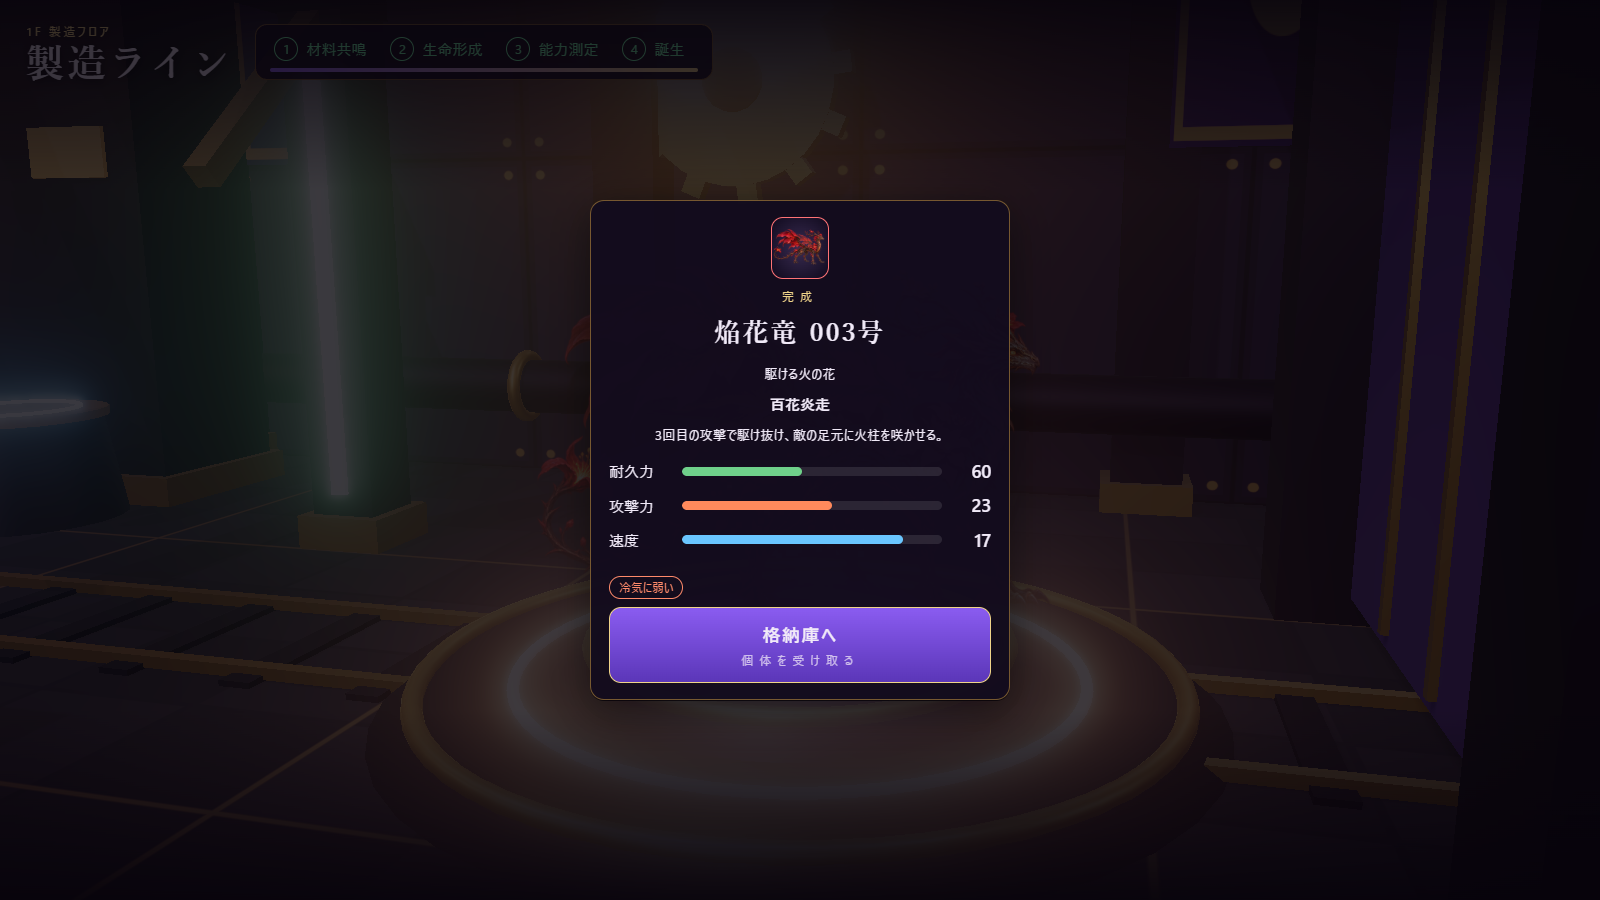 1F 製造フロア
製造ライン
1 材料共鳴 2 生命形成 3 能力測定 4 誕生
完成
焔花竜 003号
駆ける火の花
百花炎走
3回目の攻撃で駆け抜け、敵の足元に火柱を咲かせる。
耐久力 60
攻撃力 23
速度 17
冷気に弱い
格納庫へ
個体を受け取る